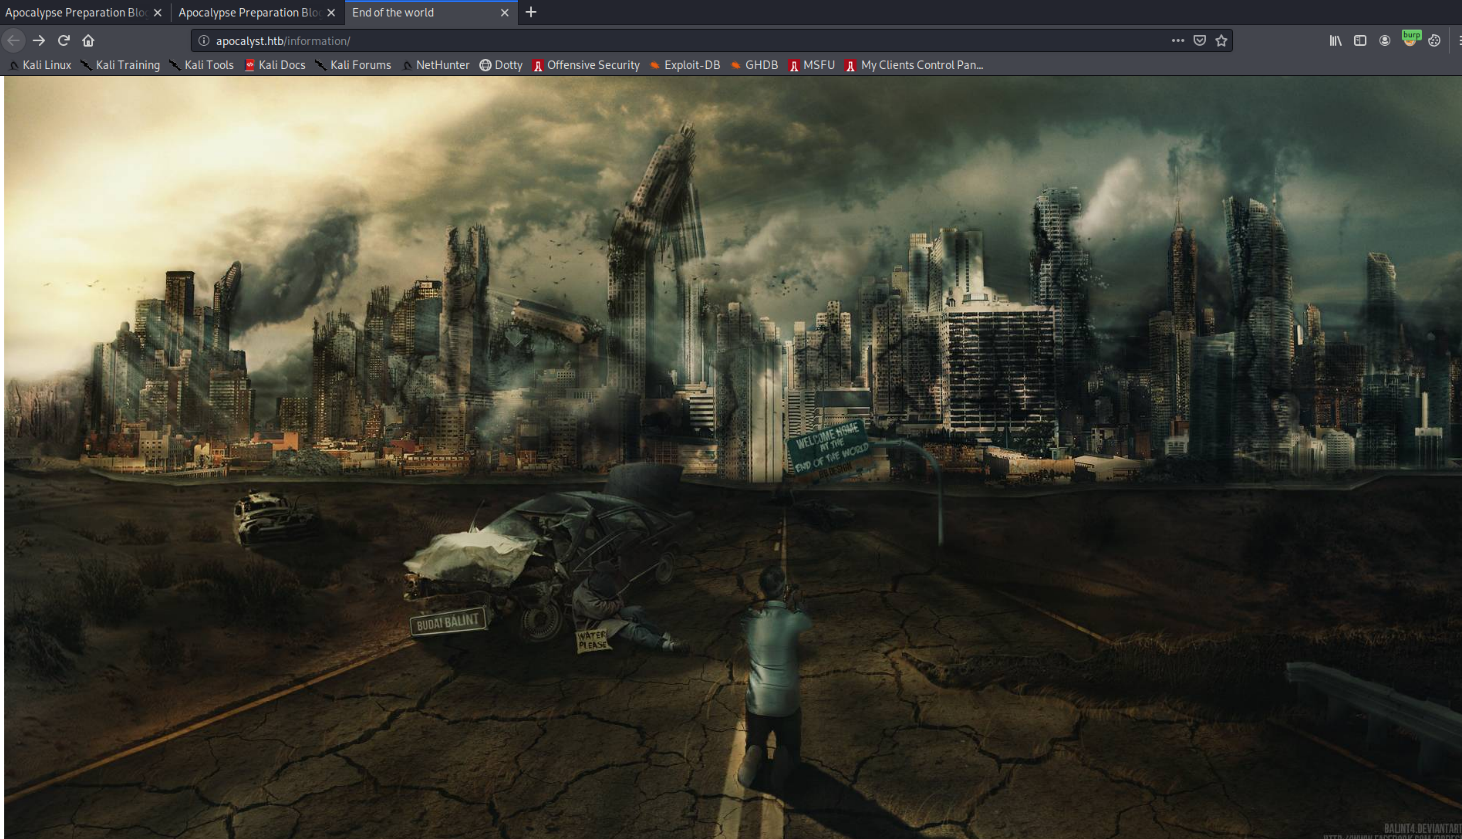 Apocalypse Preparation Blo
Apocalypse Preparation Blo
End of the world
apocalyst.htb/information/
burp
Kali Linux
Kali Training
Kali Tools
Kali Docs
Kali Forums
NetHunter
Dotty
Offensive Security
Exploit-DB
GHDB
MSFU
My Clients Control Pan...
WELCOME HOME
AT THE
END OF THE WORLD
BUDAI BALINT
WATER
PLEASE
BALINT4.DEVIANTART